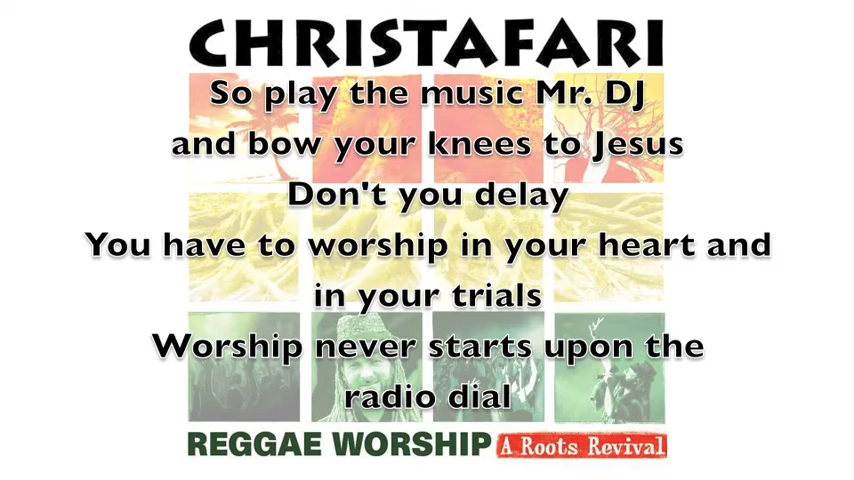 CHRISTAFARI
So play the music Mr. DJ
and bow your knees to Jesus
Don't you delay
You have to worship in your heart and
in your trials
Worship never starts upon the
radio dial
REGGAE WORSHIP A Roots Revival